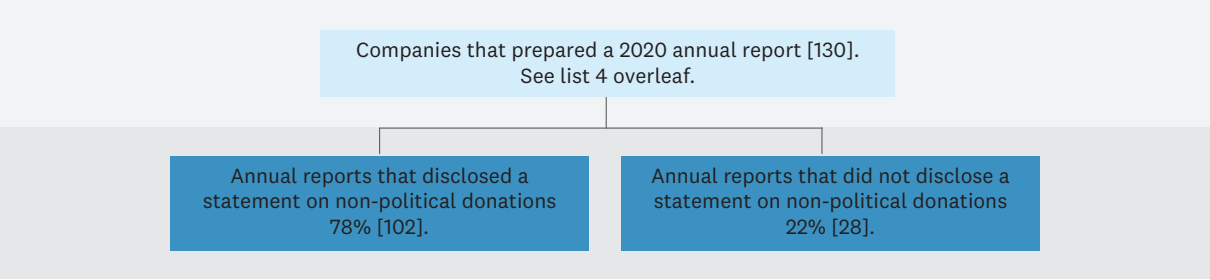 Companies that prepared a 2020 annual report [130].
See list 4 overleaf.
Annual reports that disclosed a
statement on non-political donations
78% [102].
Annual reports that did not disclose a
statement on non-political donations
22% [28].